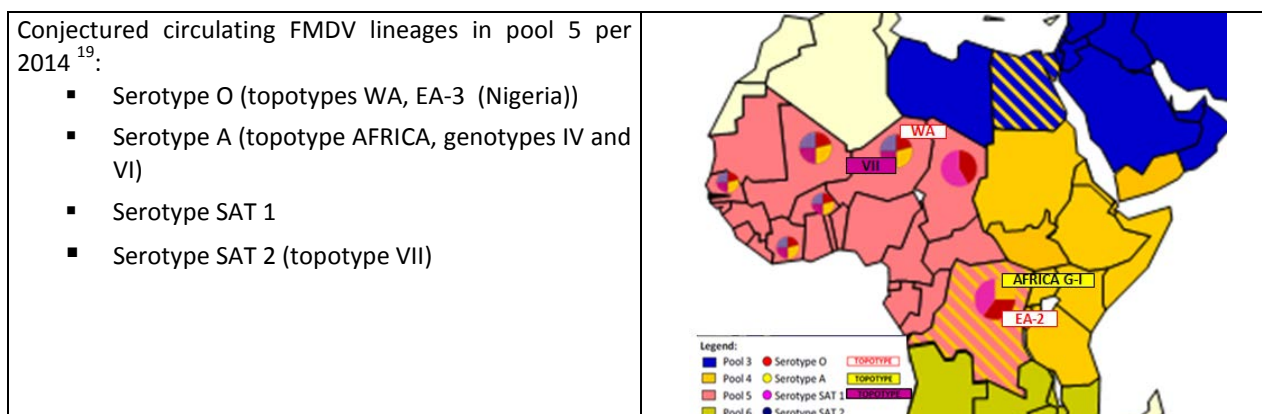 Conjectured circulating FMDV lineages in pool 5 per
2014 19:
▪ Serotype O (topotypes WA, EA-3 (Nigeria))
▪ Serotype A (topotype AFRICA, genotypes IV and
VI)
▪ Serotype SAT 1
▪ Serotype SAT 2 (topotype VII)
WA
VII
AFRICA G-I
EA-2
Legend:
Pool 3 Serotype O TOPOTYPE
Pool 4 Serotype A TOPOTYPE
Pool 5 Serotype SAT 1 TOPOTYPE
Pool 6 Serotype SAT 2